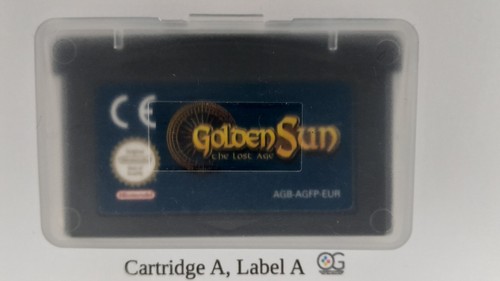 CE
GOLDEN SUN
the Lost Age
Nintendo
AGB-AGFP-EUR
Cartridge A, Label A